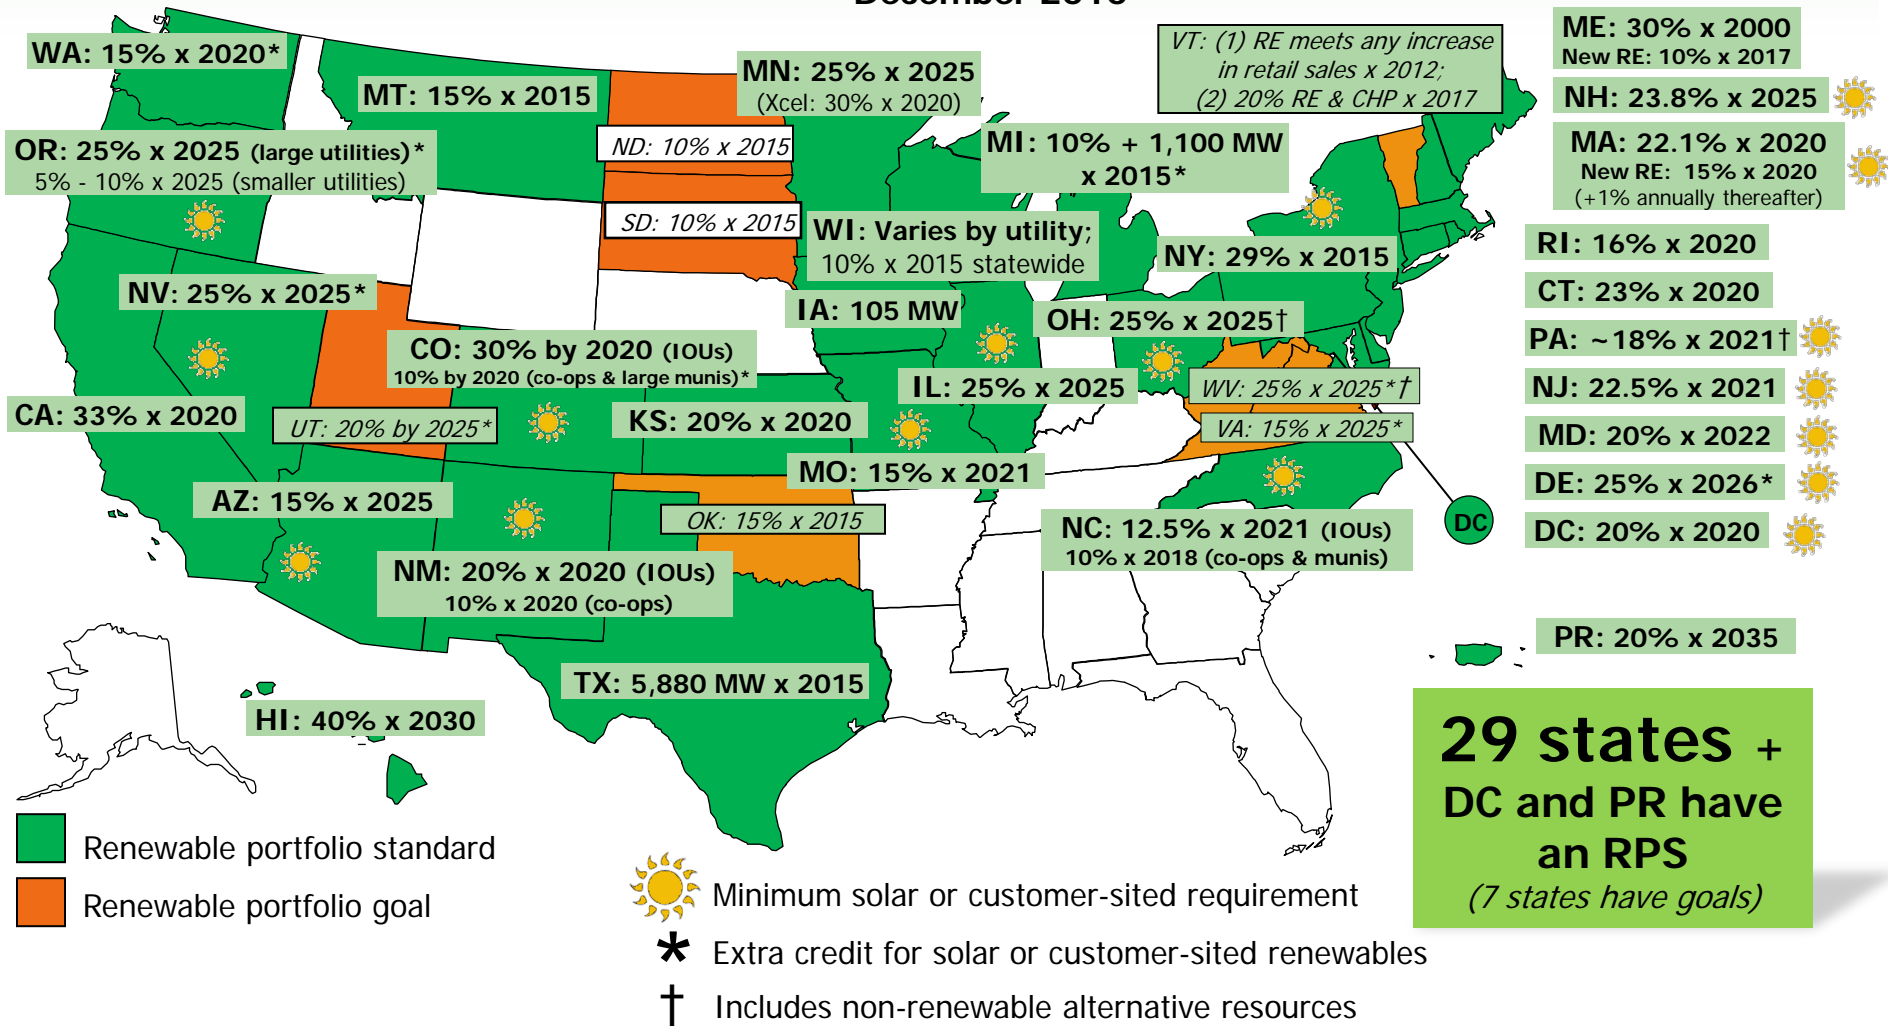 WA: 15% x 2020*
MT: 15% x 2015
MN: 25% x 2025
(Xcel: 30% x 2020)
VT: (1) RE meets any increase
in retail sales x 2012;
(2) 20% RE & CHP x 2017
ME: 30% x 2000
New RE: 10% x 2017
NH: 23.8% x 2025
OR: 25% x 2025 (large utilities)*
5% - 10% x 2025 (smaller utilities)
ND: 10% x 2015
MI: 10% + 1,100 MW
x 2015*
MA: 22.1% x 2020
New RE: 15% x 2020
(+1% annually thereafter)
SD: 10% x 2015
WI: Varies by utility;
10% x 2015 statewide
NY: 29% x 2015
RI: 16% x 2020
NV: 25% x 2025*
IA: 105 MW
OH: 25% x 2025†
CT: 23% x 2020
CO: 30% by 2020 (IOUs)
10% by 2020 (co-ops & large munis)*
PA: ~18% x 2021†
IL: 25% x 2025
WV: 25% x 2025*†
NJ: 22.5% x 2021
CA: 33% x 2020
UT: 20% by 2025*
KS: 20% x 2020
VA: 15% x 2025*
MD: 20% x 2022
MO: 15% x 2021
DE: 25% x 2026*
AZ: 15% x 2025
OK: 15% x 2015
NC: 12.5% x 2021 (IOUs)
10% x 2018 (co-ops & munis)
DC
DC: 20% x 2020
NM: 20% x 2020 (IOUs)
10% x 2020 (co-ops)
PR: 20% x 2035
TX: 5,880 MW x 2015
HI: 40% x 2030
29 states +
DC and PR have
an RPS
(7 states have goals)
Renewable portfolio standard
Renewable portfolio goal
Minimum solar or customer-sited requirement
* Extra credit for solar or customer-sited renewables
† Includes non-renewable alternative resources